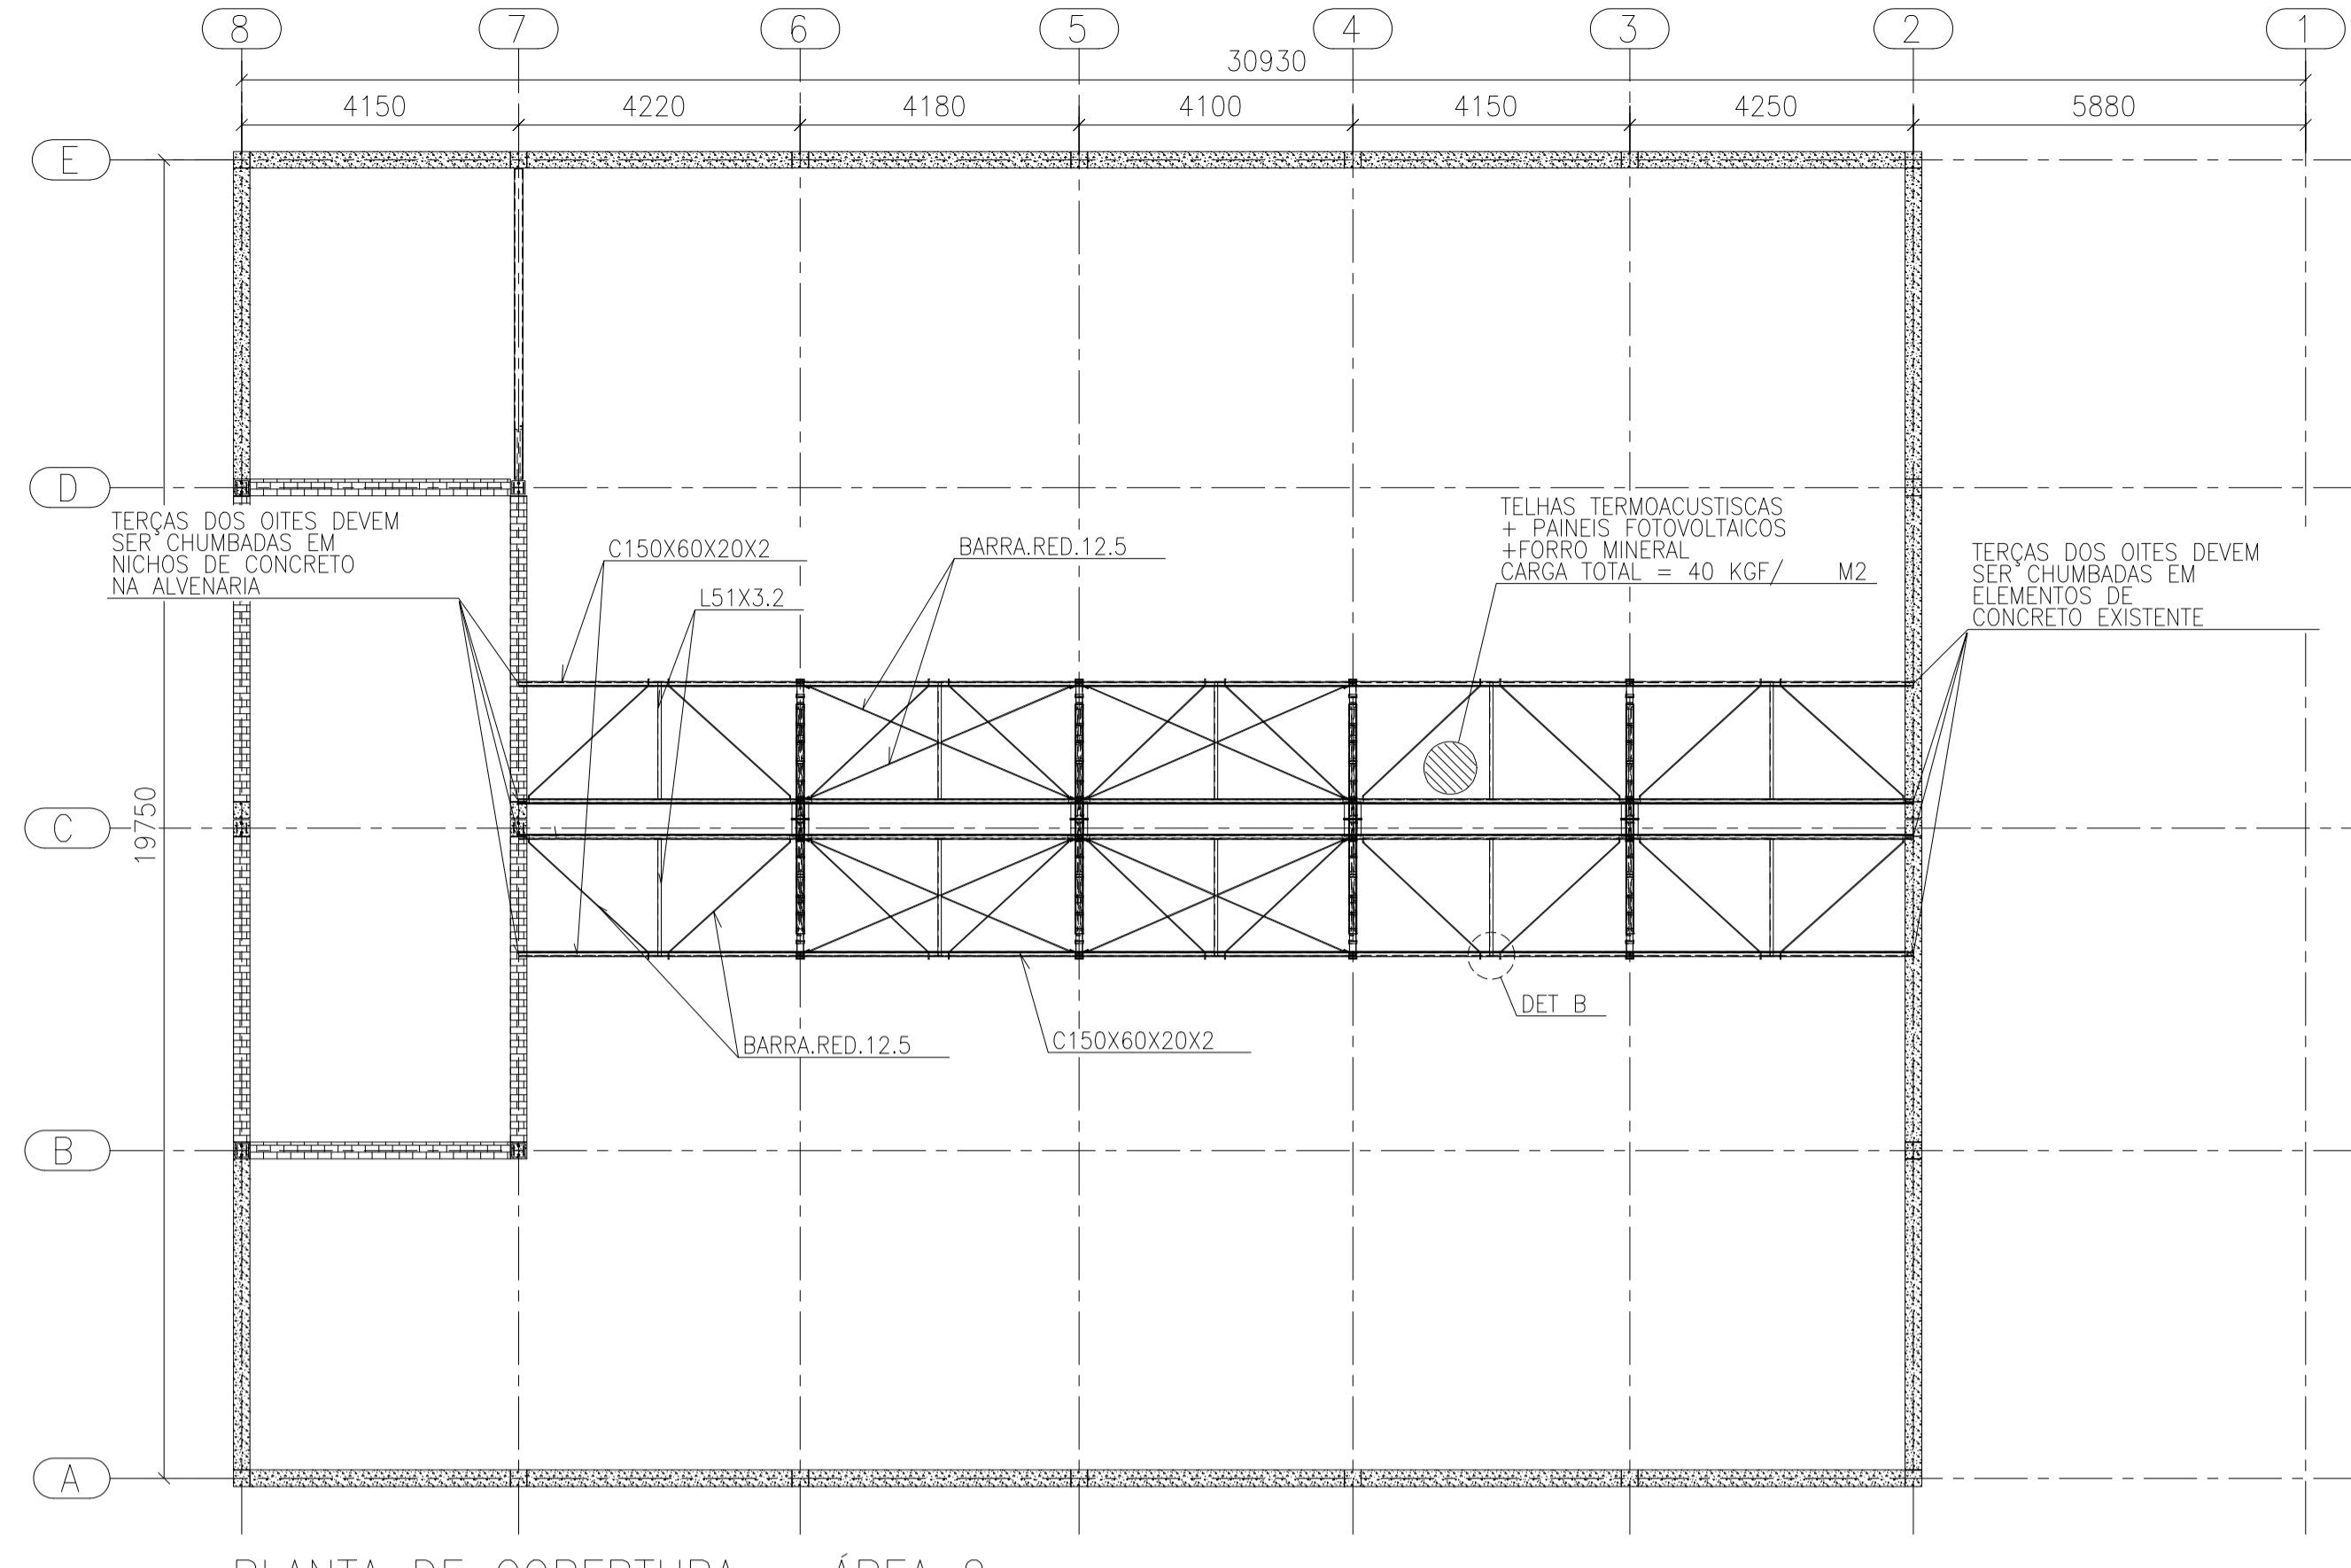 8 7 6 5 4 3 2 1
30930
4150 4220 4180 4100 4150 4250 5880
E
D
TELHAS TERMOACUSTISCAS
+ PAINEIS FOTOVOLTAICOS
+FORRO MINERAL
CARGA TOTAL = 40 KGF/ M2
TERÇAS DOS OITES DEVEM
SER CHUMBADAS EM
NICHOS DE CONCRETO
NA ALVENARIA
C150X60X20X2
BARRA.RED.12.5
L51X3.2
TERÇAS DOS OITES DEVEM
SER CHUMBADAS EM
ELEMENTOS DE
CONCRETO EXISTENTE
19750
C
DET B
BARRA.RED.12.5
C150X60X20X2
B
A
PLANTA DE COBERTURA